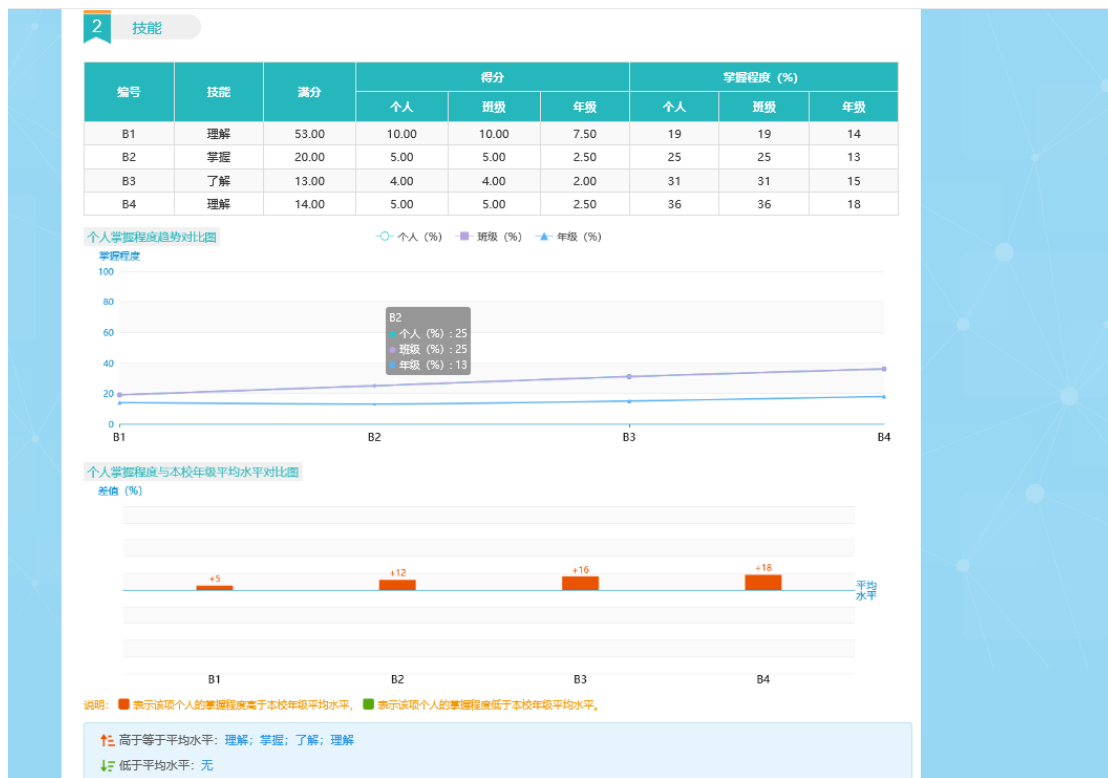 2 技能
编号 技能 满分 得分 掌握程度 (%)
个人 班级 年级 个人 班级 年级
B1 理解 53.00 10.00 10.00 7.50 19 19 14
B2 掌握 20.00 5.00 5.00 2.50 25 25 13
B3 了解 13.00 4.00 4.00 2.00 31 31 15
B4 理解 14.00 5.00 5.00 2.50 36 36 18
个人掌握程度趋势对比图 个人 (%) 班级 (%) 年级 (%)
掌握程度
100
80
B2
60 个人 (%) : 25
班级 (%) : 25
40 年级 (%) : 13
20
0
B1 B2 B3 B4
个人掌握程度与本校年级平均水平对比图
差值 (%)
+5 +12 +16 +18
平均
水平
B1 B2 B3 B4
说明: 表示该项个人的掌握程度高于本校年级平均水平, 表示该项个人的掌握程度低于本校年级平均水平。
高于等于平均水平: 理解; 掌握; 了解; 理解
低于平均水平: 无